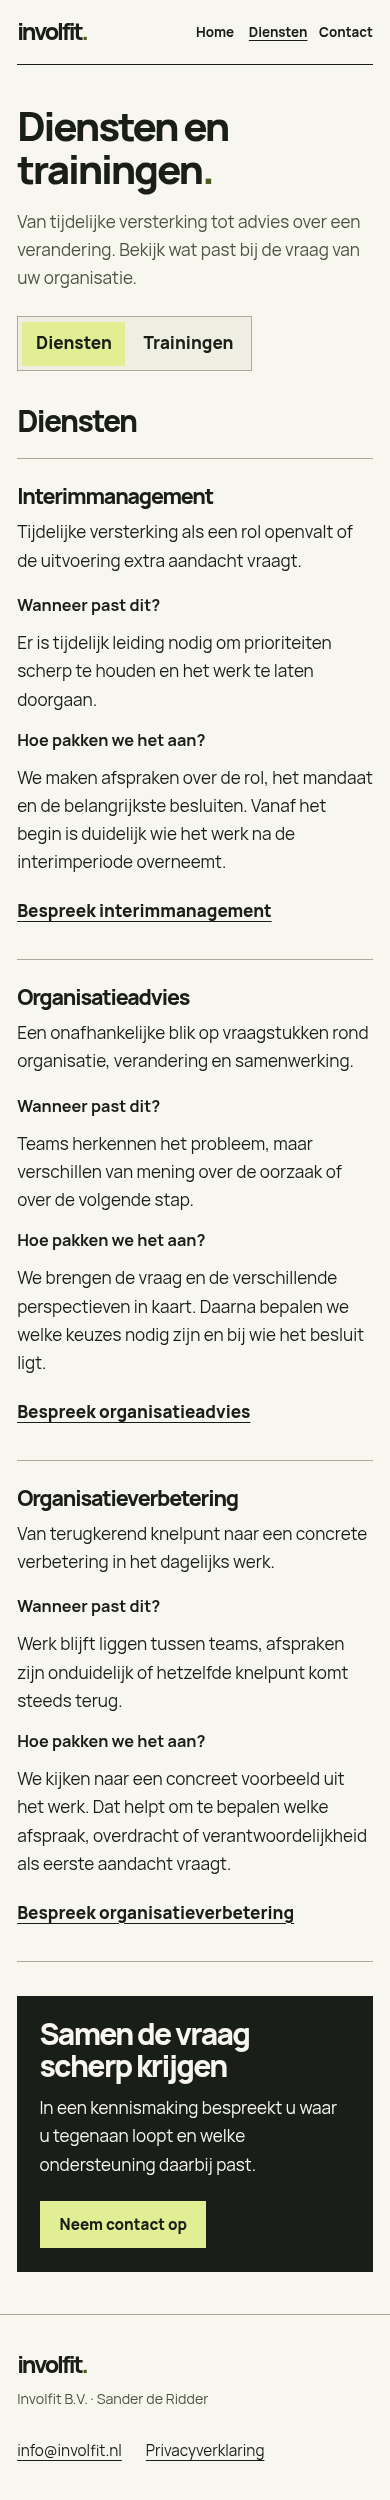 involfit.
Home Diensten Contact
Diensten en
trainingen.
Van tijdelijke versterking tot advies over een
verandering. Bekijk wat past bij de vraag van
uw organisatie.
Diensten Trainingen
Diensten
Interimmanagement
Tijdelijke versterking als een rol openvalt of
de uitvoering extra aandacht vraagt.
Wanneer past dit?
Er is tijdelijk leiding nodig om prioriteiten
scherp te houden en het werk te laten
doorgaan.
Hoe pakken we het aan?
We maken afspraken over de rol, het mandaat
en de belangrijkste besluiten. Vanaf het
begin is duidelijk wie het werk na de
interimperiode overneemt.
Bespreek interimmanagement
Organisatieadvies
Een onafhankelijke blik op vraagstukken rond
organisatie, verandering en samenwerking.
Wanneer past dit?
Teams herkennen het probleem, maar
verschillen van mening over de oorzaak of
over de volgende stap.
Hoe pakken we het aan?
We brengen de vraag en de verschillende
perspectieven in kaart. Daarna bepalen we
welke keuzes nodig zijn en bij wie het besluit
ligt.
Bespreek organisatieadvies
Organisatieverbetering
Van terugkerend knelpunt naar een concrete
verbetering in het dagelijks werk.
Wanneer past dit?
Werk blijft liggen tussen teams, afspraken
zijn onduidelijk of hetzelfde knelpunt komt
steeds terug.
Hoe pakken we het aan?
We kijken naar een concreet voorbeeld uit
het werk. Dat helpt om te bepalen welke
afspraak, overdracht of verantwoordelijkheid
als eerste aandacht vraagt.
Bespreek organisatieverbetering
Samen de vraag
scherp krijgen
In een kennismaking bespreekt u waar
u tegenaan loopt en welke
ondersteuning daarbij past.
Neem contact op
involfit.
Involfit B.V. · Sander de Ridder
info@involfit.nl Privacyverklaring